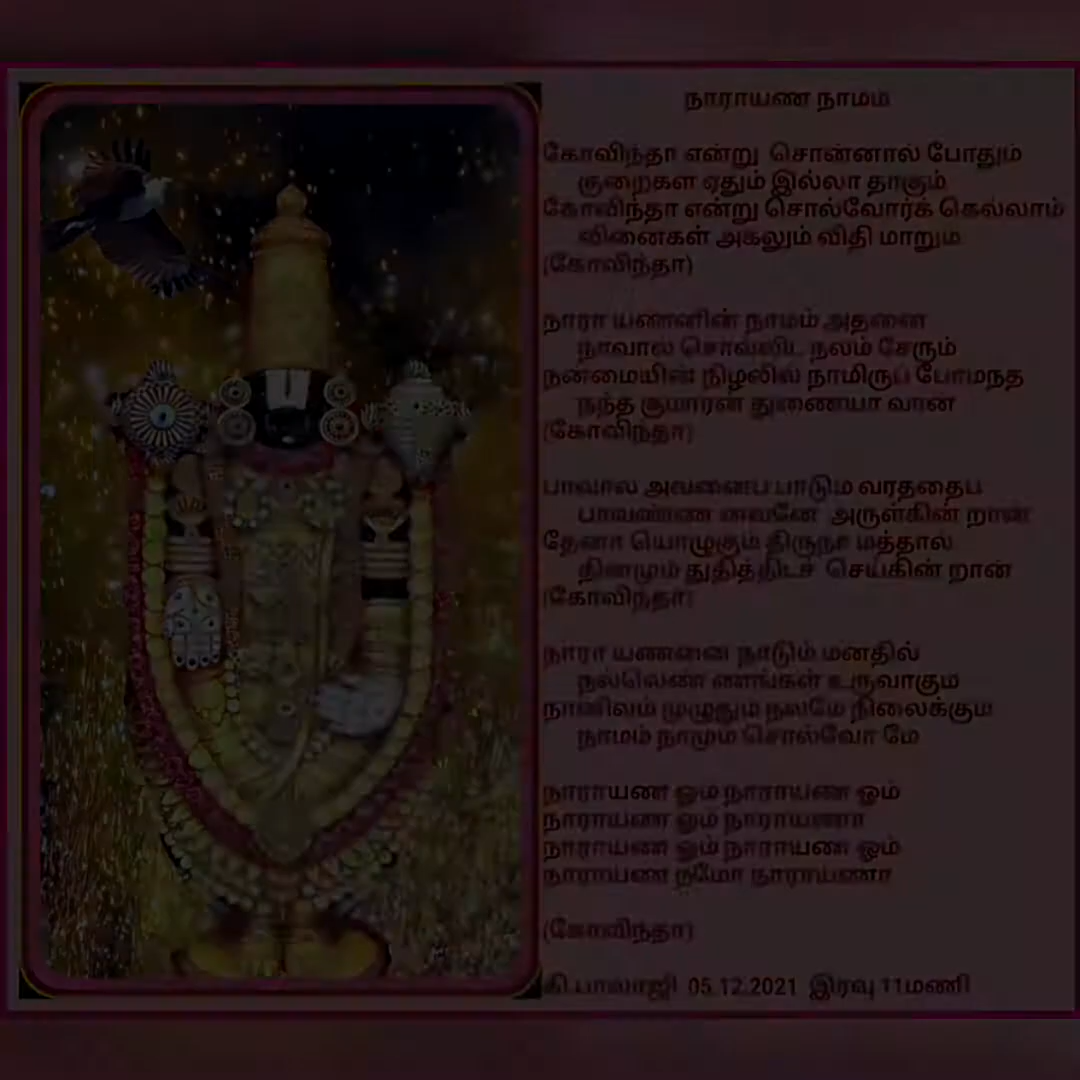 நாராயண நாமம்
கோவிந்தா என்று சொன்னால் போதும்
குறைகள் ஏதும் இல்லா தாகும்
கோவிந்தா என்று சொல்வோர்க் கெல்லாம்
வினைகள் அகலும் விதி மாறும்
(கோவிந்தா)
நாரா யணனின் நாமம் அதனை
நாவால் சொல்லிட நலம் சேரும்
நன்மையின் நிழலில் நாமிருப் போமந்த
நந்த குமாரன் துணையா வான்
(கோவிந்தா)
பாவால் அவனைப் பாடும் வரத்தைப்
அருள்கின் றான்
தேனா யொழுகும் திருநா மத்தால்
தினமும் துதித்திடச் செய்கின் றான்
(கோவிந்தா)
நாரா யணனை நாடும் மனதில்
நல்லெண் ணங்கள் உருவாகும்
நானிலம் முழுதும் நலமே நிலைக்கும்
நாமம் நாமும் சொல்வோ மே
நாராயண ஓம் நாராயண ஓம்
நாராயண ஓம் நாராயணா
நாராயண ஓம் நாராயண ஓம்
நாராயண நமோ நாராயணா
(கோவிந்தா)
கி.பாலாஜி 05.12.2021 இரவு 11மணி